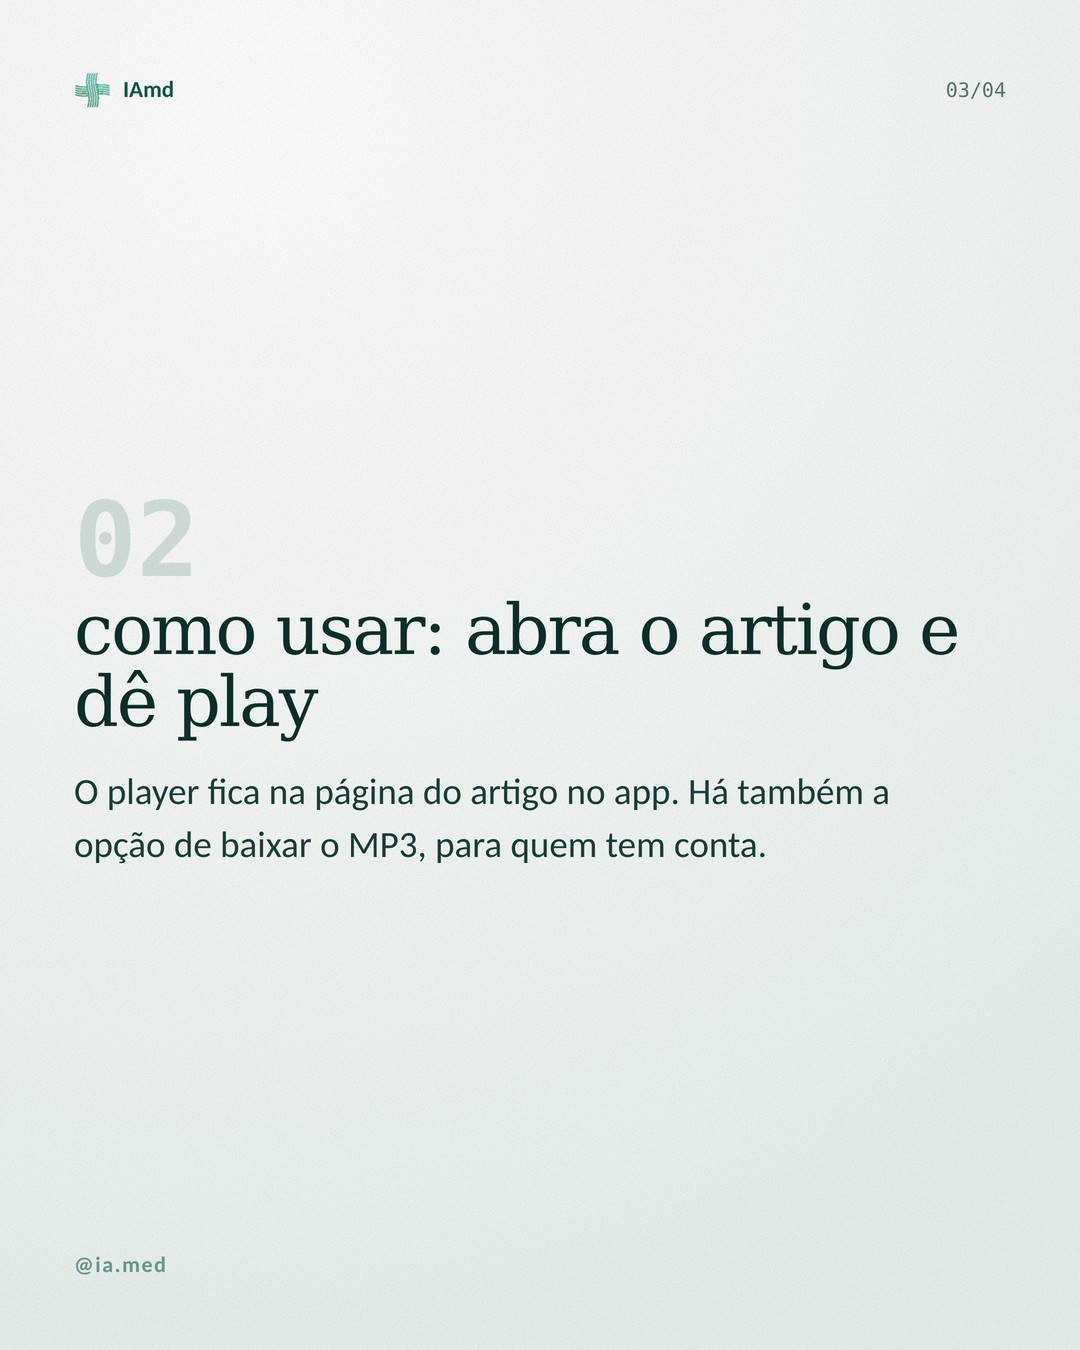 IAmd
03/04
02
como usar: abra o artigo e
dê play
O player fica na página do artigo no app. Há também a
opção de baixar o MP3, para quem tem conta.
@ia.med